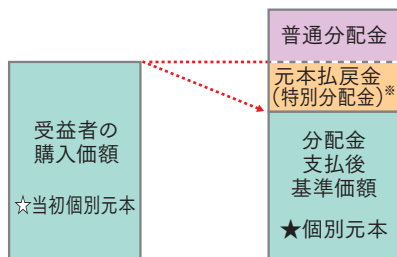 普通分配金
元本払戻金
(特別分配金)※
受益者の
購入価額
☆当初個別元本
分配金
支払後
基準価額
★個別元本